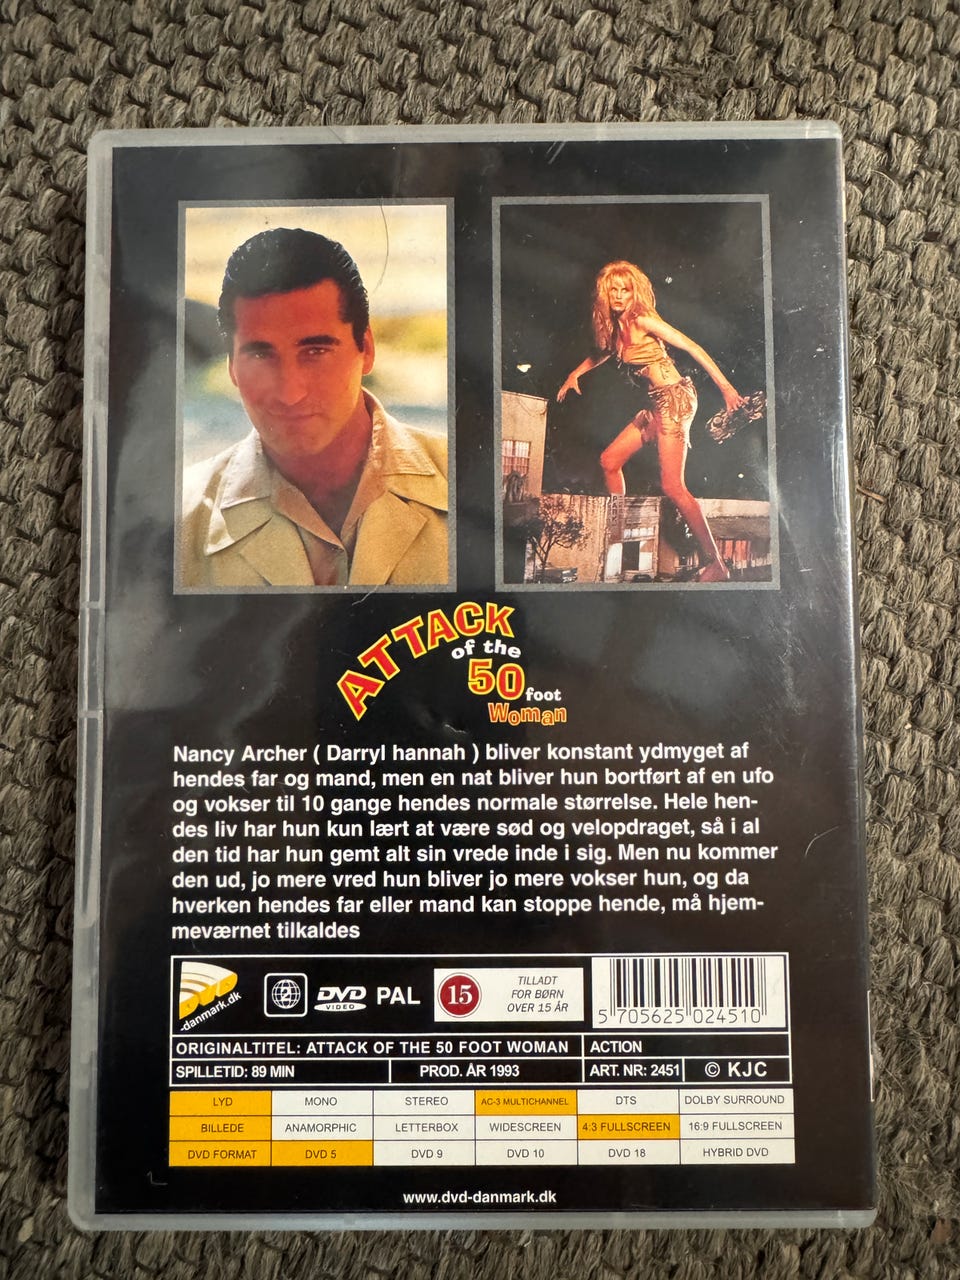 ATTACK
of the
50
foot
Woman
Nancy Archer ( Darryl hannah ) bliver konstant ydmyget af
hendes far og mand, men en nat bliver hun bortført af en ufo
og vokser til 10 gange hendes normale størrelse. Hele hen-
des liv har hun kun lært at være sød og velopdraget, så i al
den tid har hun gemt alt sin vrede inde i sig. Men nu kommer
den ud, jo mere vred hun bliver jo mere vokser hun, og da
hverken hendes far eller mand kan stoppe hende, må hjem-
meværnet tilkaldes
-danmark.dk
2
DVD VIDEO
PAL
15
TILLADT
FOR BØRN
OVER 15 ÅR
5 705625 024510
ORIGINALTITEL: ATTACK OF THE 50 FOOT WOMAN ACTION
SPILLETID: 89 MIN PROD. ÅR 1993 ART. NR: 2451 © KJC
LYD MONO STEREO AC-3 MULTICHANNEL DTS DOLBY SURROUND
BILLEDE ANAMORPHIC LETTERBOX WIDESCREEN 4:3 FULLSCREEN 16:9 FULLSCREEN
DVD FORMAT DVD 5 DVD 9 DVD 10 DVD 18 HYBRID DVD
www.dvd-danmark.dk